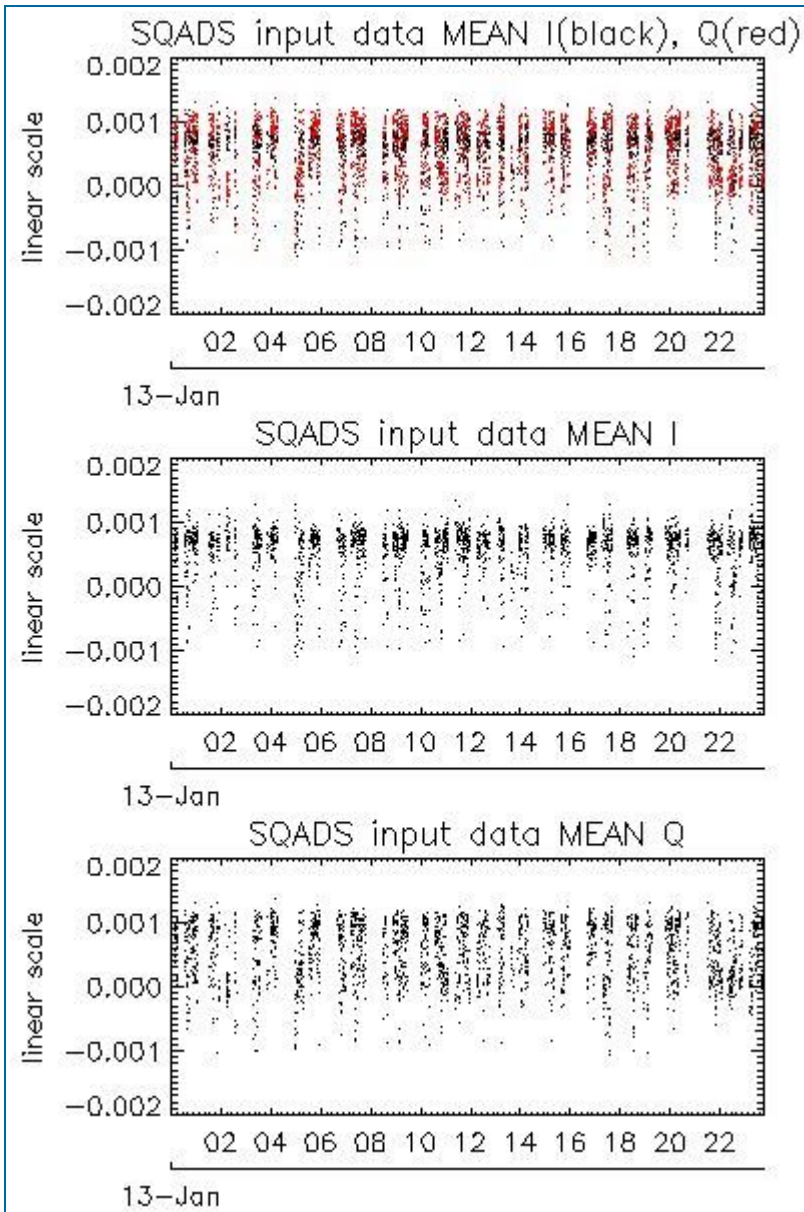 SQADS input data MEAN I(black), Q(red)
linear scale
0.002
0.001
0.000
-0.001
-0.002
02 04 06 08 10 12 14 16 18 20 22
13-Jan
SQADS input data MEAN I
linear scale
0.002
0.001
0.000
-0.001
-0.002
02 04 06 08 10 12 14 16 18 20 22
13-Jan
SQADS input data MEAN Q
linear scale
0.002
0.001
0.000
-0.001
-0.002
02 04 06 08 10 12 14 16 18 20 22
13-Jan